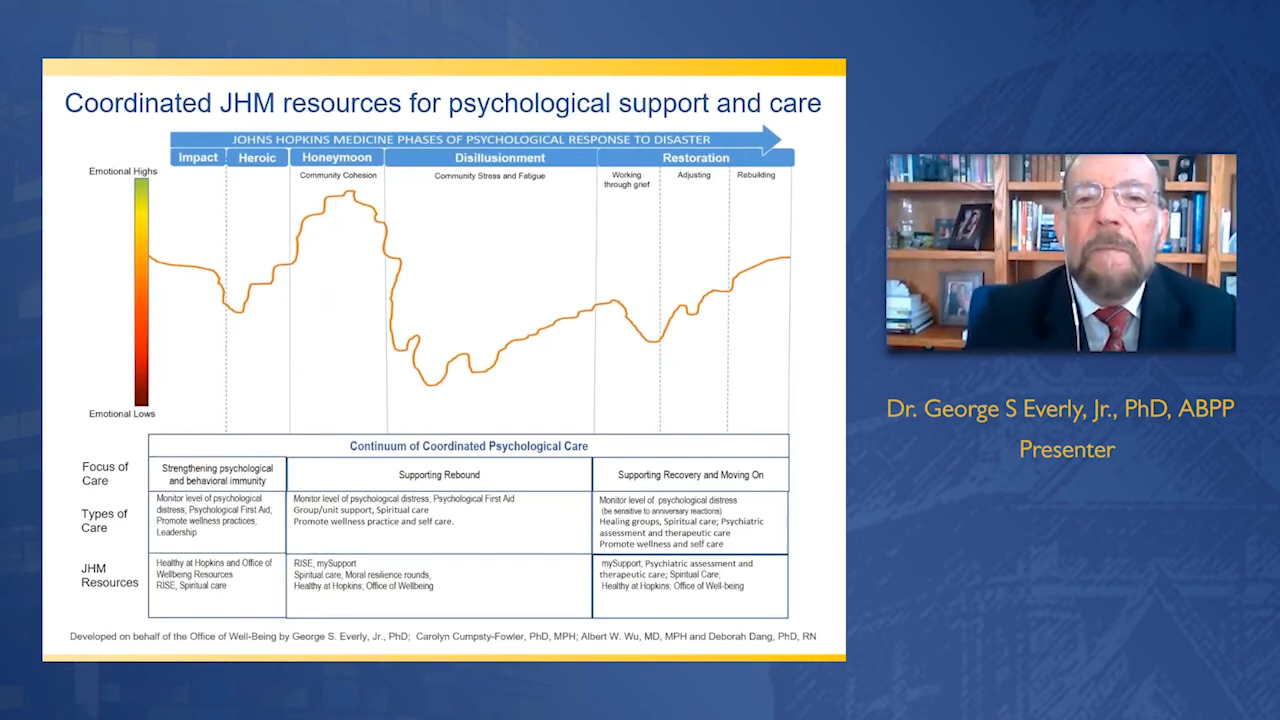 Coordinated JHM resources for psychological support and care
JOHNS HOPKINS MEDICINE PHASES OF PSYCHOLOGICAL RESPONSE TO DISASTER
Impact
Heroic
Honeymoon
Disillusionment
Restoration
Emotional Highs
Community Cohesion
Community Stress and Fatigue
Working
through grief
Adjusting
Rebuilding
Emotional Lows
Continuum of Coordinated Psychological Care
Focus of
Care
Strengthening psychological
and behavioral immunity
Supporting Rebound
Supporting Recovery and Moving On
Types of
Care
Monitor level of psychological
distress; Psychological First Aid;
Promote wellness practices;
Leadership
Monitor level of psychological distress; Psychological First Aid
Group/unit support, Spiritual care
Promote wellness practice and self care.
Monitor level of psychological distress
(be sensitive to anniversary reactions)
Healing groups, Spiritual care; Psychiatric
assessment and therapeutic care
Promote wellness and self care
JHM
Resources
Healthy at Hopkins and Office of
Wellbeing Resources
RISE, Spiritual care
RISE, mySupport
Spiritual care; Moral resilience rounds,
Healthy at Hopkins; Office of Wellbeing
mySupport, Psychiatric assessment and
therapeutic care; Spiritual Care;
Healthy at Hopkins; Office of Well-being
Developed on behalf of the Office of Well-Being by George S. Everly, Jr., PhD; Carolyn Cumpsty-Fowler, PhD, MPH; Albert W. Wu, MD, MPH and Deborah Dang, PhD, RN
Dr. George S Everly, Jr., PhD, ABPP
Presenter